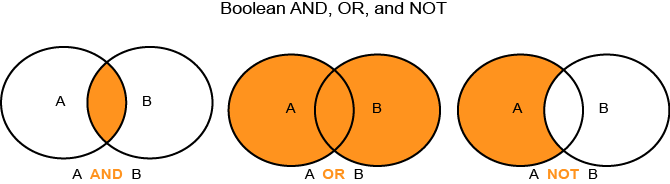 Boolean AND, OR, and NOT
A B A B A B
A AND B A OR B A NOT B